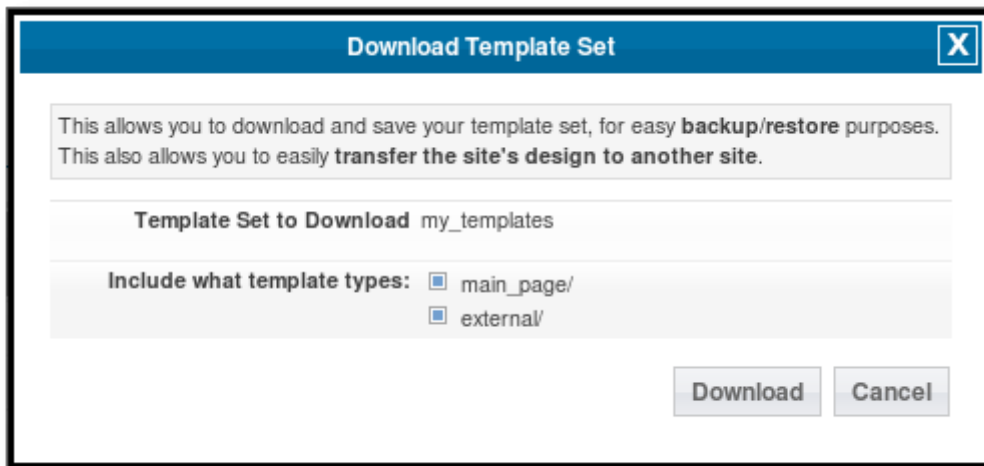 Download Template Set X
This allows you to download and save your template set, for easy backup/restore purposes.
This also allows you to easily transfer the site's design to another site.
Template Set to Download my_templates
Include what template types: main_page/
external/
Download Cancel